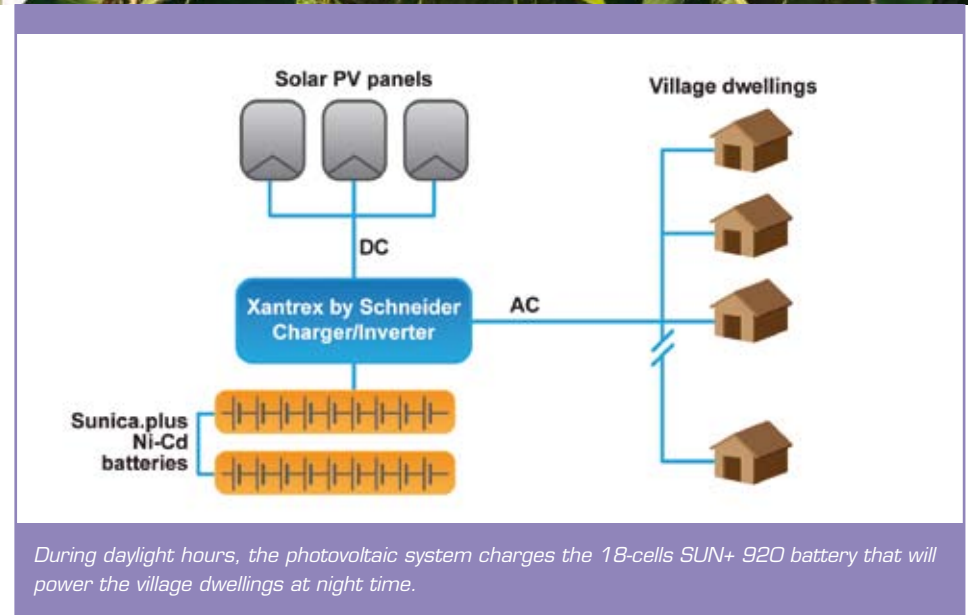 Solar PV panels
Village dwellings
DC
Xantrex by Schneider
Charger/Inverter
AC
Sunica.plus
Ni-Cd
batteries
During daylight hours, the photovoltaic system charges the 18-cells SUN+ 920 battery that will
power the village dwellings at night time.